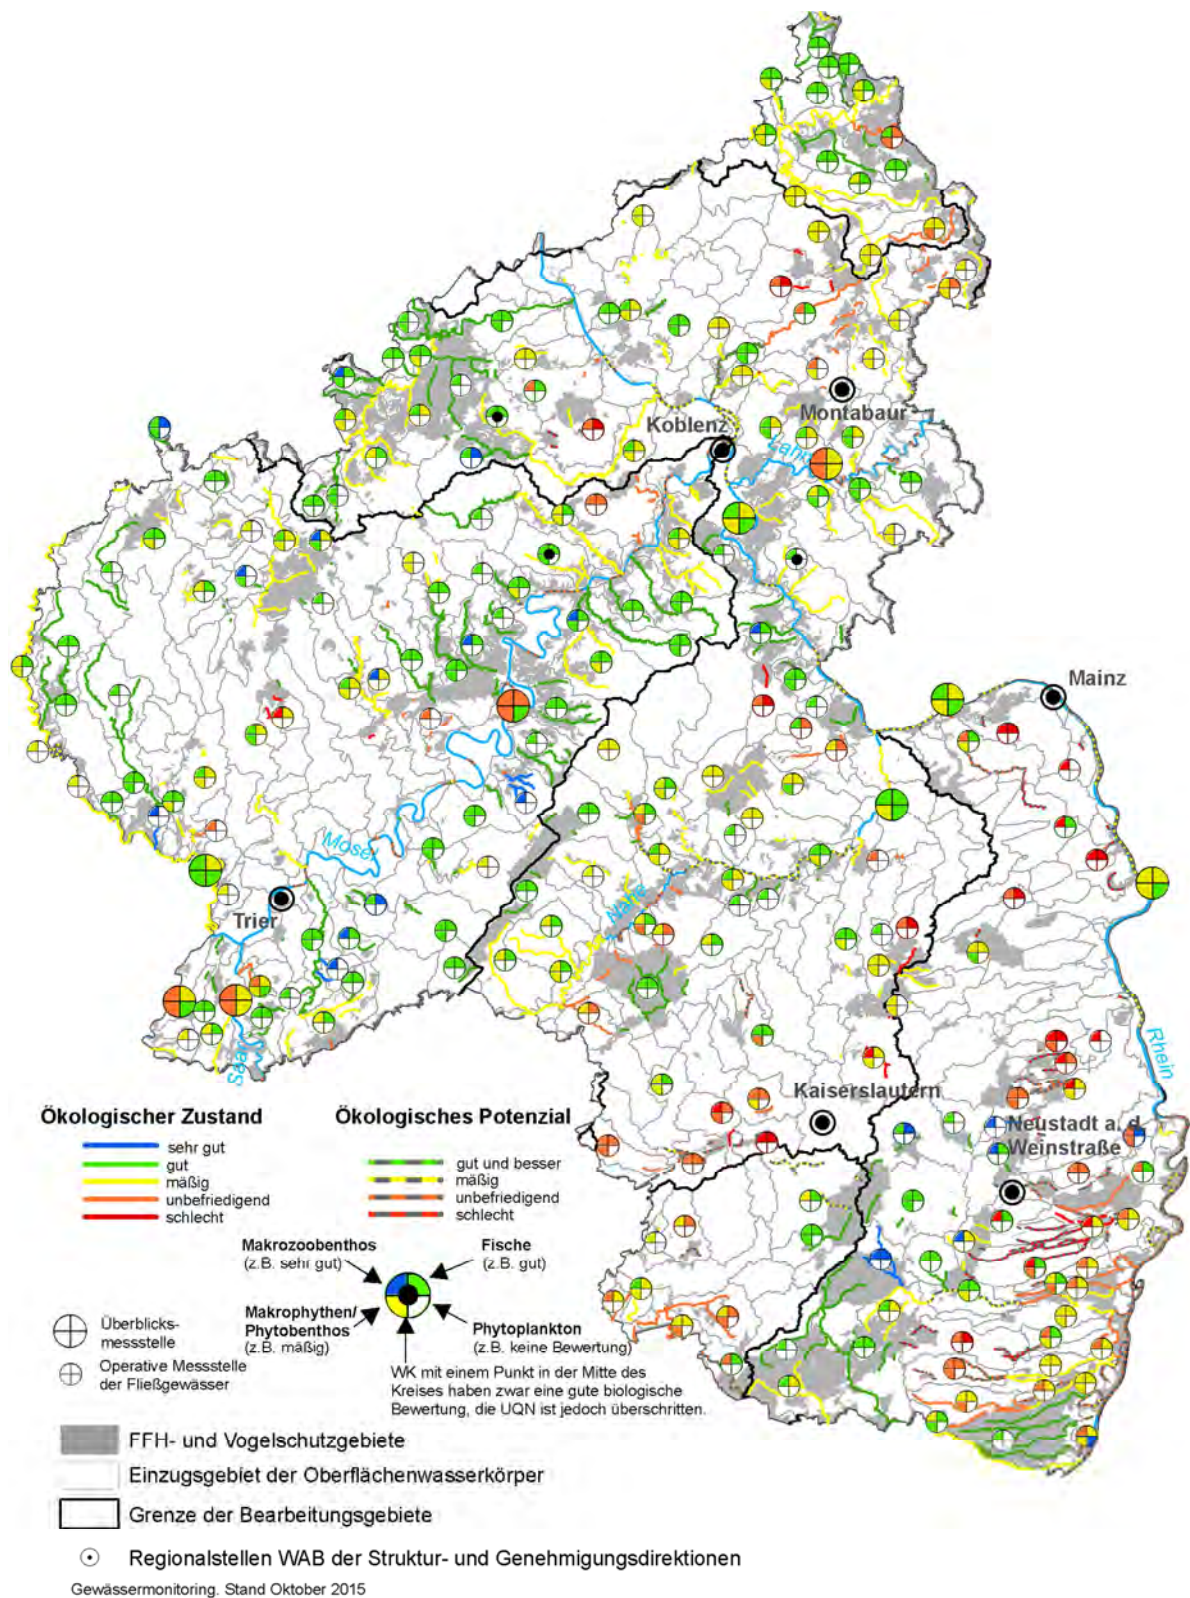 Koblenz
Montabaur
Lahn
Mainz
Mosel
Trier
Nahe
Saar
Rhein
Kaiserslautern
Neustadt a. d.
Weinstraße
Ökologischer Zustand
sehr gut
gut
mäßig
unbefriedigend
schlecht
Ökologisches Potenzial
gut und besser
mäßig
unbefriedigend
schlecht
Makrozoobenthos
(z.B. sehr gut)
Fische
(z.B. gut)
Makrophythen/
Phytobenthos
(z.B. mäßig)
Phytoplankton
(z.B. keine Bewertung)
Überblicks-
messstelle
Operative Messstelle
der Fließgewässer
WK mit einem Punkt in der Mitte des
Kreises haben zwar eine gute biologische
Bewertung, die UQN ist jedoch überschritten.
FFH- und Vogelschutzgebiete
Einzugsgebiet der Oberflächenwasserkörper
Grenze der Bearbeitungsgebiete
Regionalstellen WAB der Struktur- und Genehmigungsdirektionen
Gewässermonitoring. Stand Oktober 2015